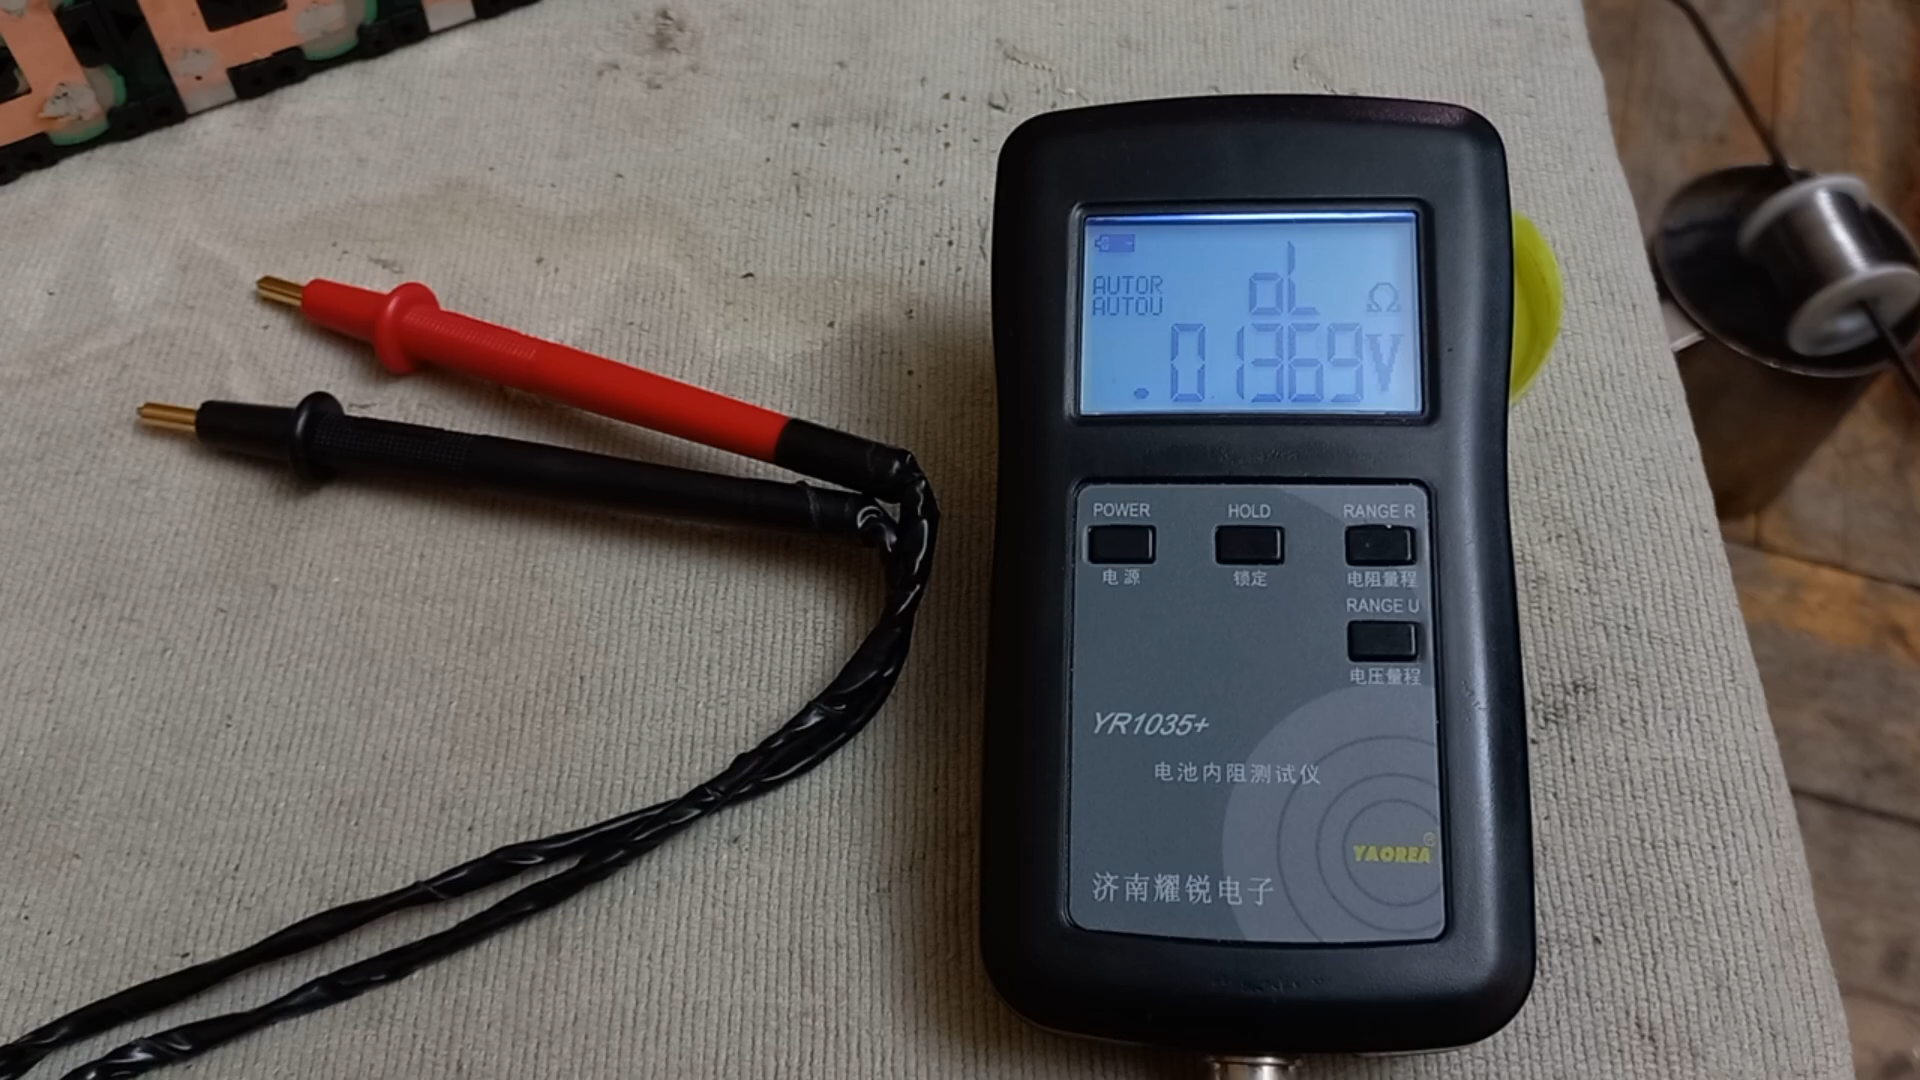 AUTOR
AUTOU
OL Ω
.01369V
POWER HOLD RANGE R
电源 锁定 电阻量程
RANGE U
电压量程
YR1035+
电池内阻测试仪
YAOREA®
济南耀锐电子